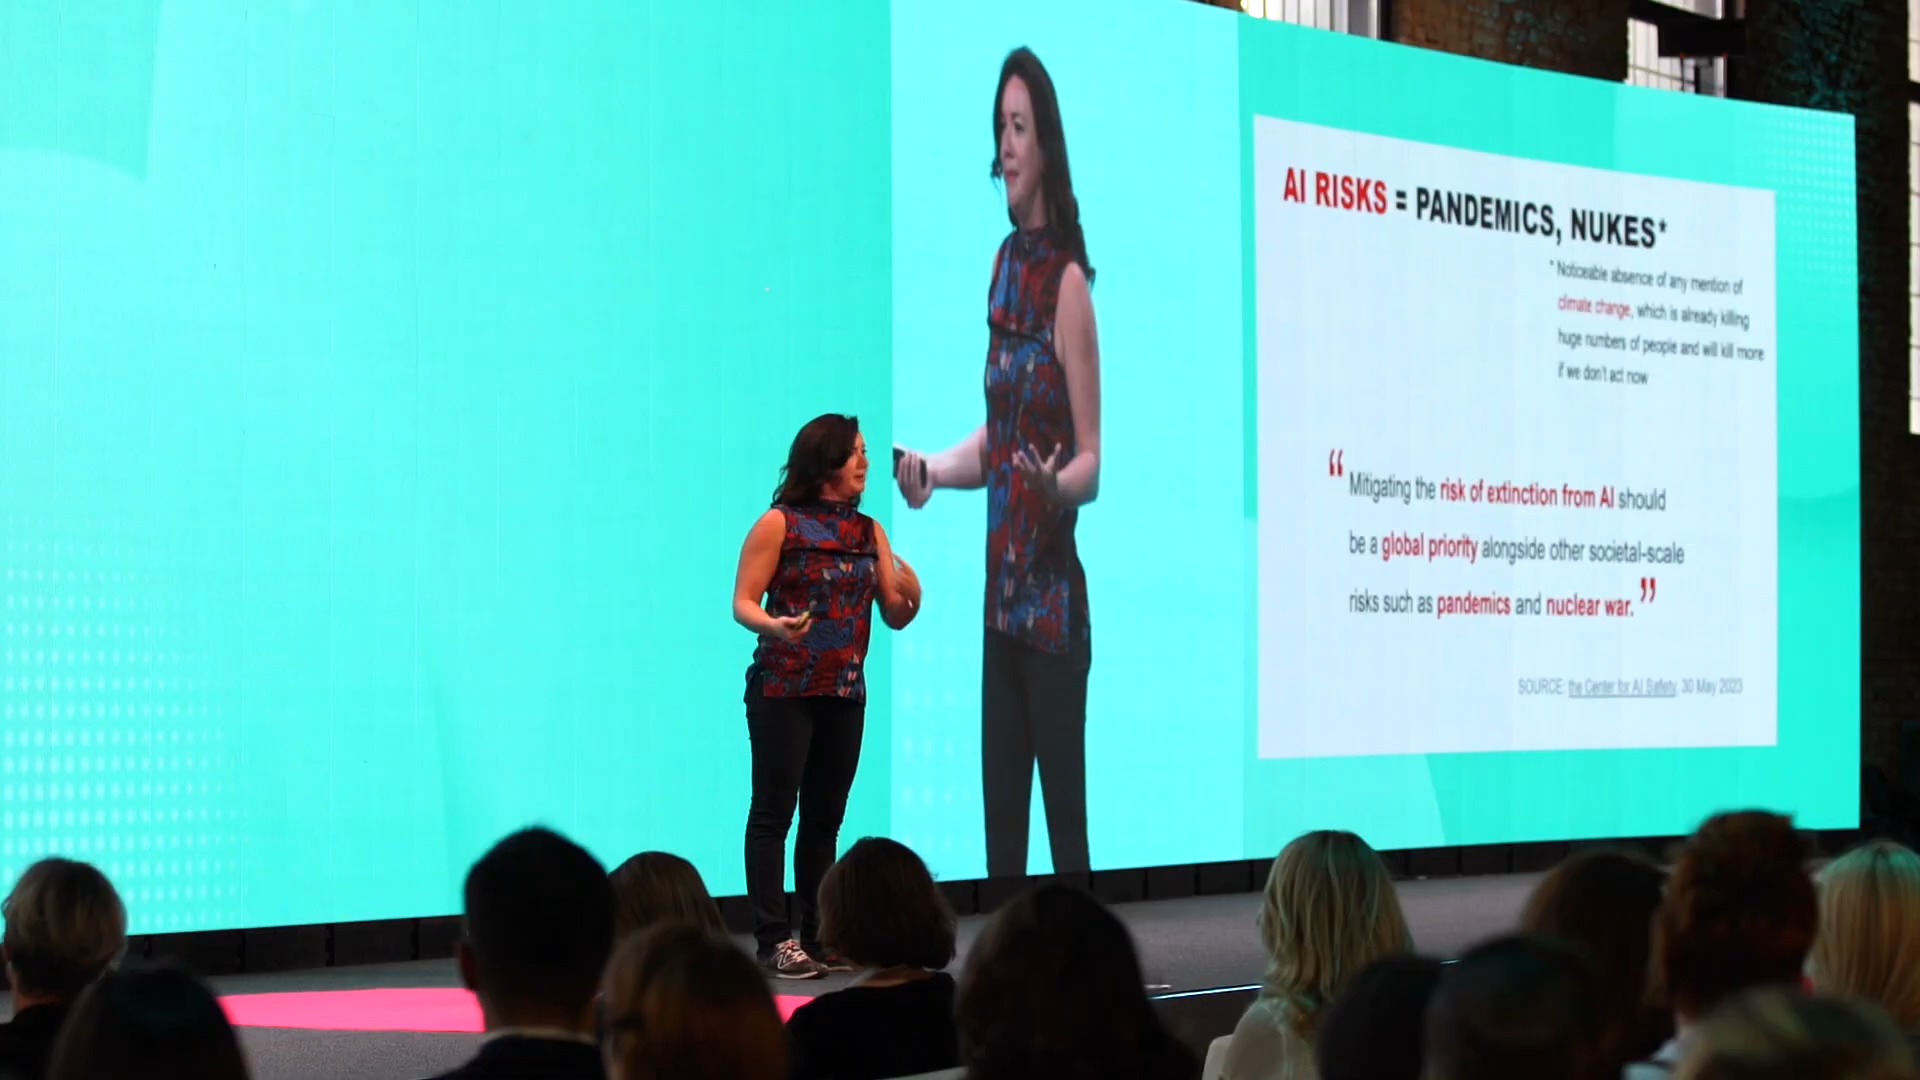 AI RISKS = PANDEMICS, NUKES*
* Noticeable absence of any mention of
climate change, which is already killing
huge numbers of people and will kill more
if we don't act now
“ Mitigating the risk of extinction from AI should
be a global priority alongside other societal-scale
risks such as pandemics and nuclear war. ”
SOURCE: the Center for AI Safety, 30 May 2023